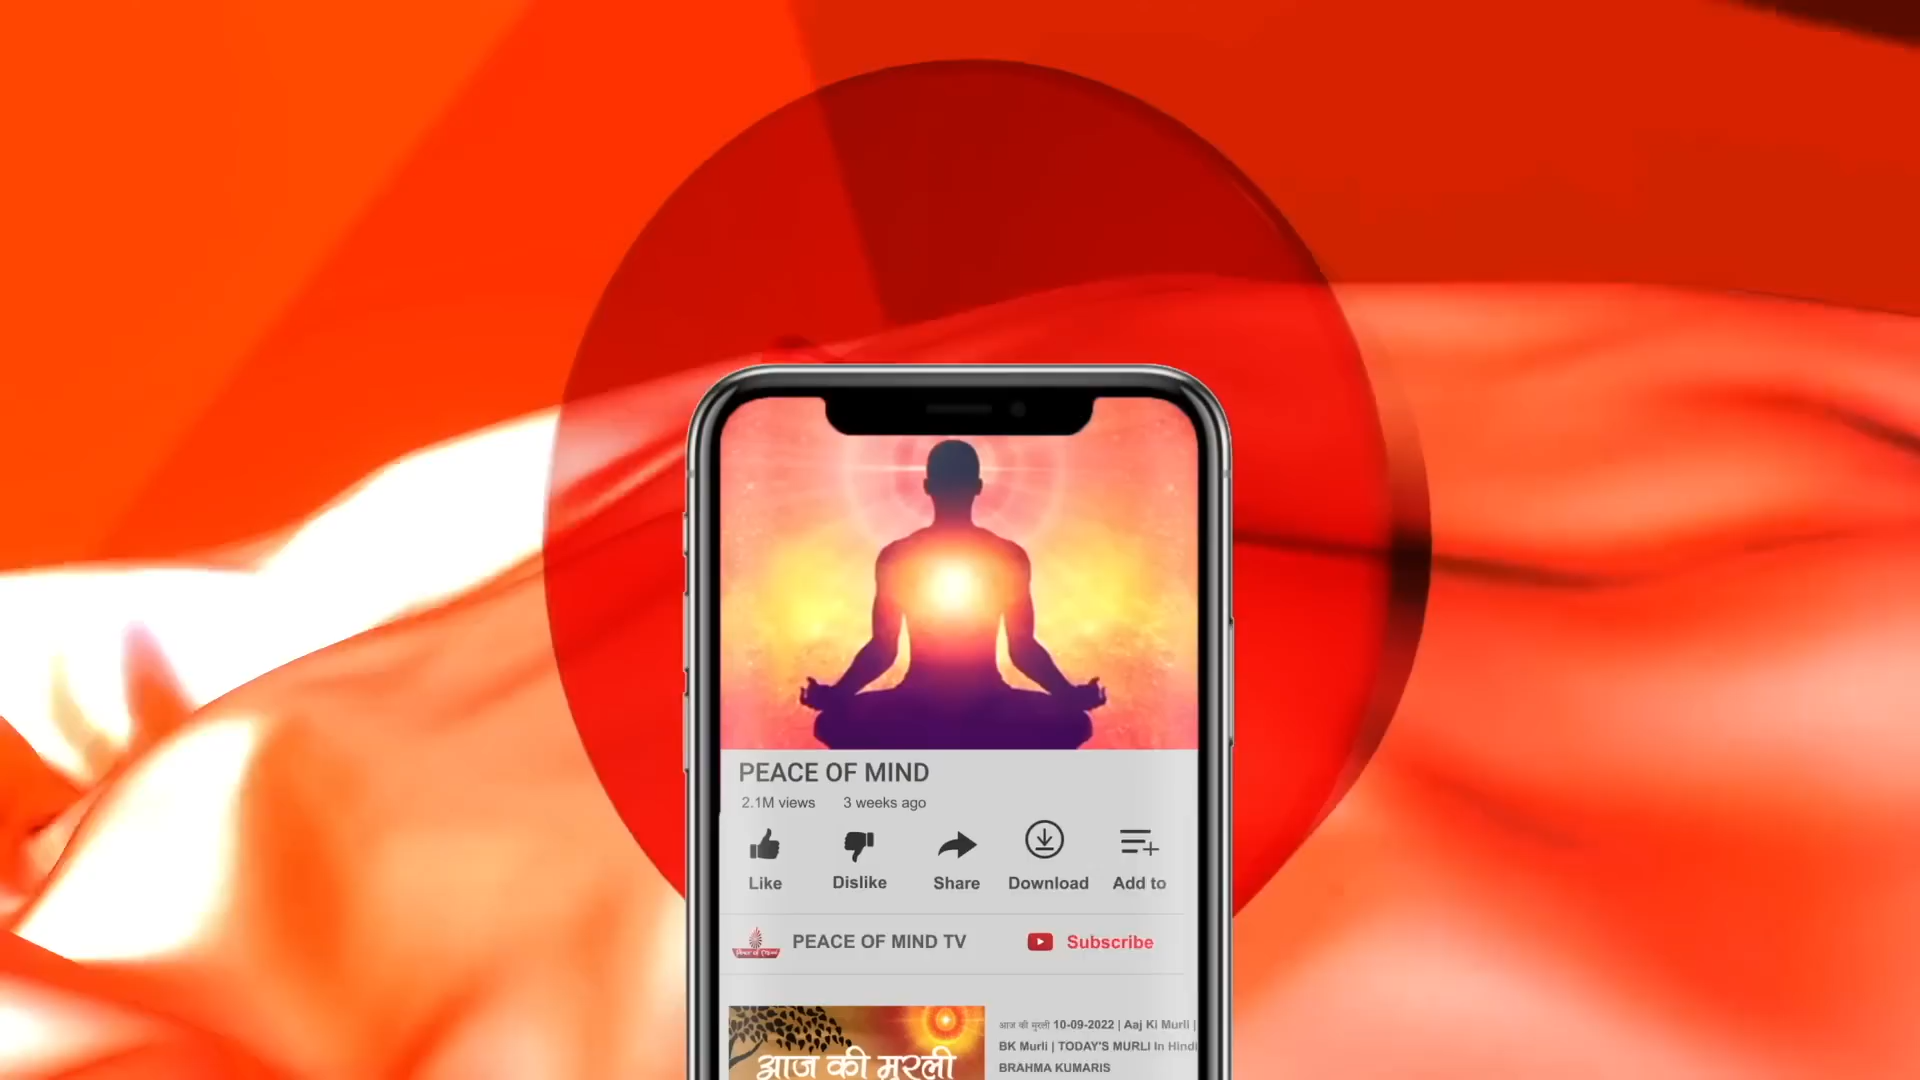 PEACE OF MIND
2.1M views 3 weeks ago
Like Dislike Share Download Add to
PEACE OF MIND TV Subscribe
आज की मुरली
आज की मुरली 10-09-2022 | Aaj Ki Murli |
BK Murli | TODAY'S MURLI In Hindi
BRAHMA KUMARIS